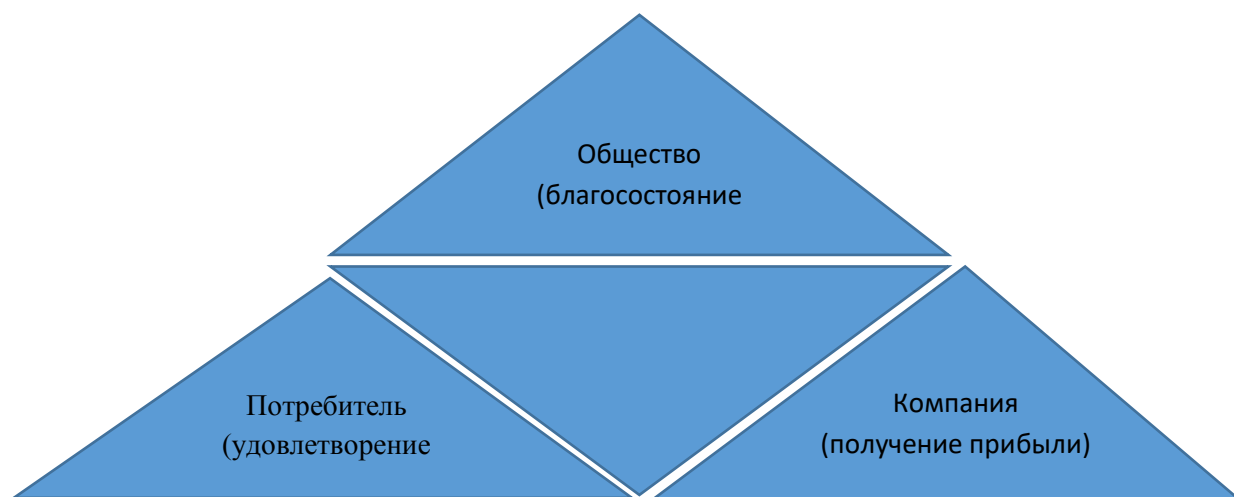 Общество
(благосостояние
Потребитель
(удовлетворение
Компания
(получение прибыли)